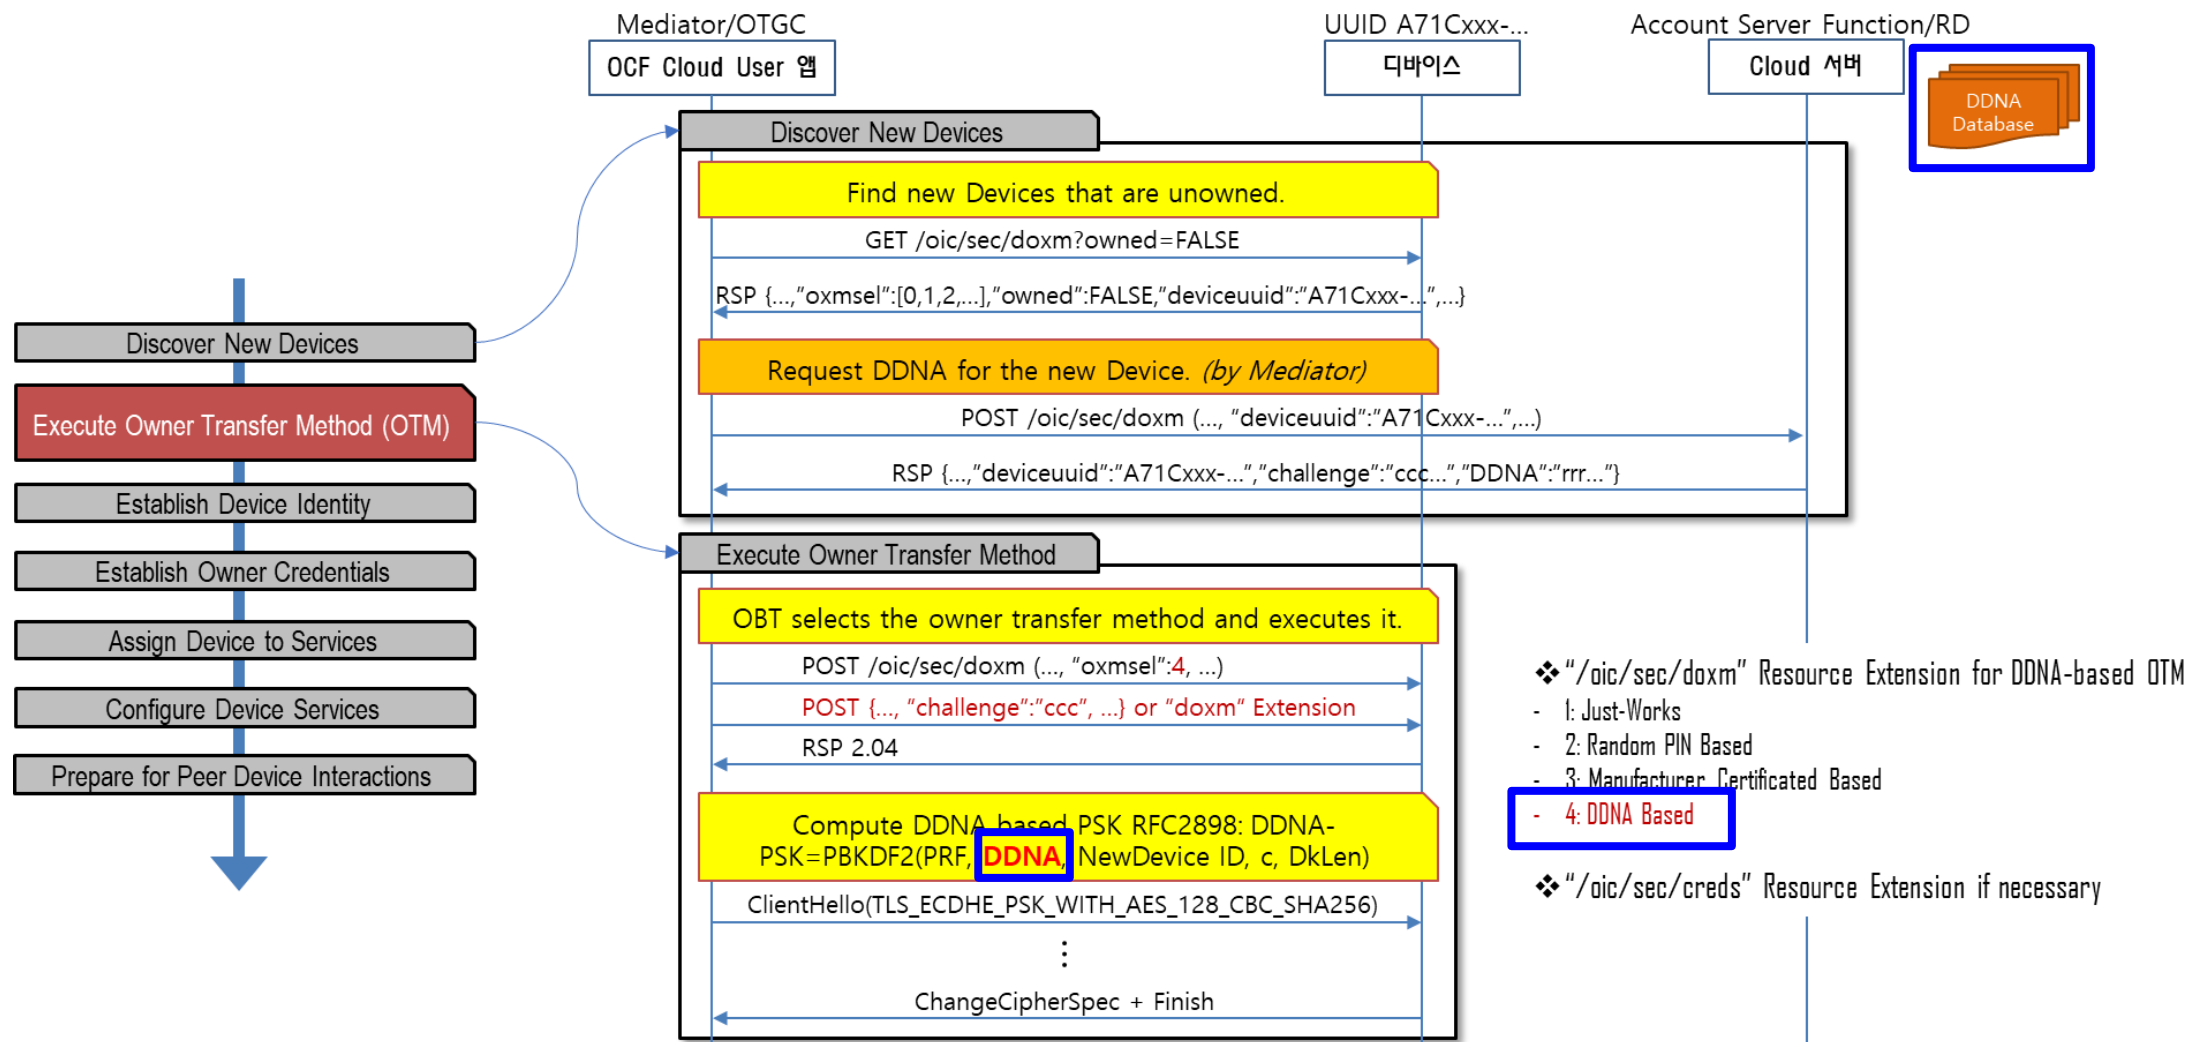 Mediator/OTGC
UUID A71Cxxx-...
Account Server Function/RD
OCF Cloud User 앱
디바이스
Cloud 서버
DDNA
Database
Discover New Devices
Find new Devices that are unowned.
GET /oic/sec/doxm?owned=FALSE
RSP {...,"oxmsel":[0,1,2,...],"owned":FALSE,"deviceuuid":"A71Cxxx-...",...}
Request DDNA for the new Device. (by Mediator)
POST /oic/sec/doxm (..., "deviceuuid":"A71Cxxx-...",...)
RSP {...,"deviceuuid":"A71Cxxx-...","challenge":"ccc...","DDNA":"rrr..."}
Discover New Devices
Execute Owner Transfer Method (OTM)
Establish Device Identity
Establish Owner Credentials
Assign Device to Services
Configure Device Services
Prepare for Peer Device Interactions
Execute Owner Transfer Method
OBT selects the owner transfer method and executes it.
POST /oic/sec/doxm (..., "oxmsel":4, ...)
POST {..., "challenge":"ccc", ...} or "doxm" Extension
RSP 2.04
Compute DDNA based PSK RFC2898: DDNA-
PSK=PBKDF2(PRF, DDNA, NewDevice ID, c, DkLen)
ClientHello(TLS_ECDHE_PSK_WITH_AES_128_CBC_SHA256)
⋮
ChangeCipherSpec + Finish
❖ "/oic/sec/doxm" Resource Extension for DDNA-based OTM
- 1: Just-Works
- 2: Random PIN Based
- 3: Manufacturer Certificated Based
- 4: DDNA Based
❖ "/oic/sec/creds" Resource Extension if necessary